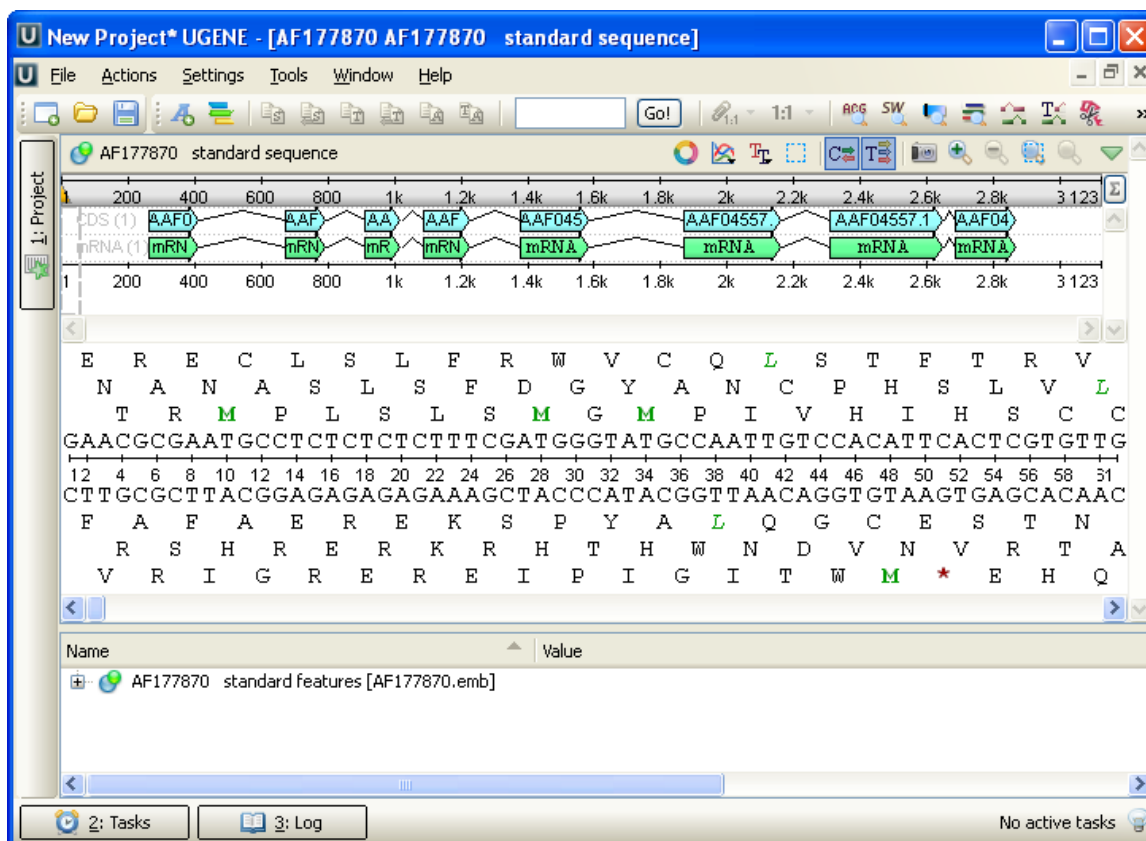 New Project* UGENE - [AF177870 AF177870 standard sequence]
File Actions Settings Tools Window Help
Go! 1:1 ACG SW »
1: Project
AF177870 standard sequence
1 200 400 600 800 1k 1.2k 1.4k 1.6k 1.8k 2k 2.2k 2.4k 2.6k 2.8k 3 123
CDS (1) AAF0 AAF AA AAF AAF045 AAF04557 AAF04557.1 AAF04
mRNA (1) mRN mRN mR mRN mRNA mRNA mRNA mRNA
1 200 400 600 800 1k 1.2k 1.4k 1.6k 1.8k 2k 2.2k 2.4k 2.6k 2.8k 3 123
E R E C L S L F R W V C Q L S T F T R V
N A N A S L S F D G Y A N C P H S L V L
T R M P L S L S M G M P I V H I H S C C
GAACGCGAATGCCTCTCTCTCTTTCGATGGGTATGCCAATTGTCCACATTCACTCGTGTTG
12 4 6 8 10 12 14 16 18 20 22 24 26 28 30 32 34 36 38 40 42 44 46 48 50 52 54 56 58 61
CTTGCGCTTACGGAGAGAGAGAAAGCTACCCATACGGTTAACAGGTGTAAGTGAGCACAAC
F A F A E R E K S P Y A L Q G C E S T N
R S H R E R K R H T H W N D V N V R T A
V R I G R E R E I P I G I T W M * E H Q
Name Value
AF177870 standard features [AF177870.emb]
2: Tasks 3: Log No active tasks